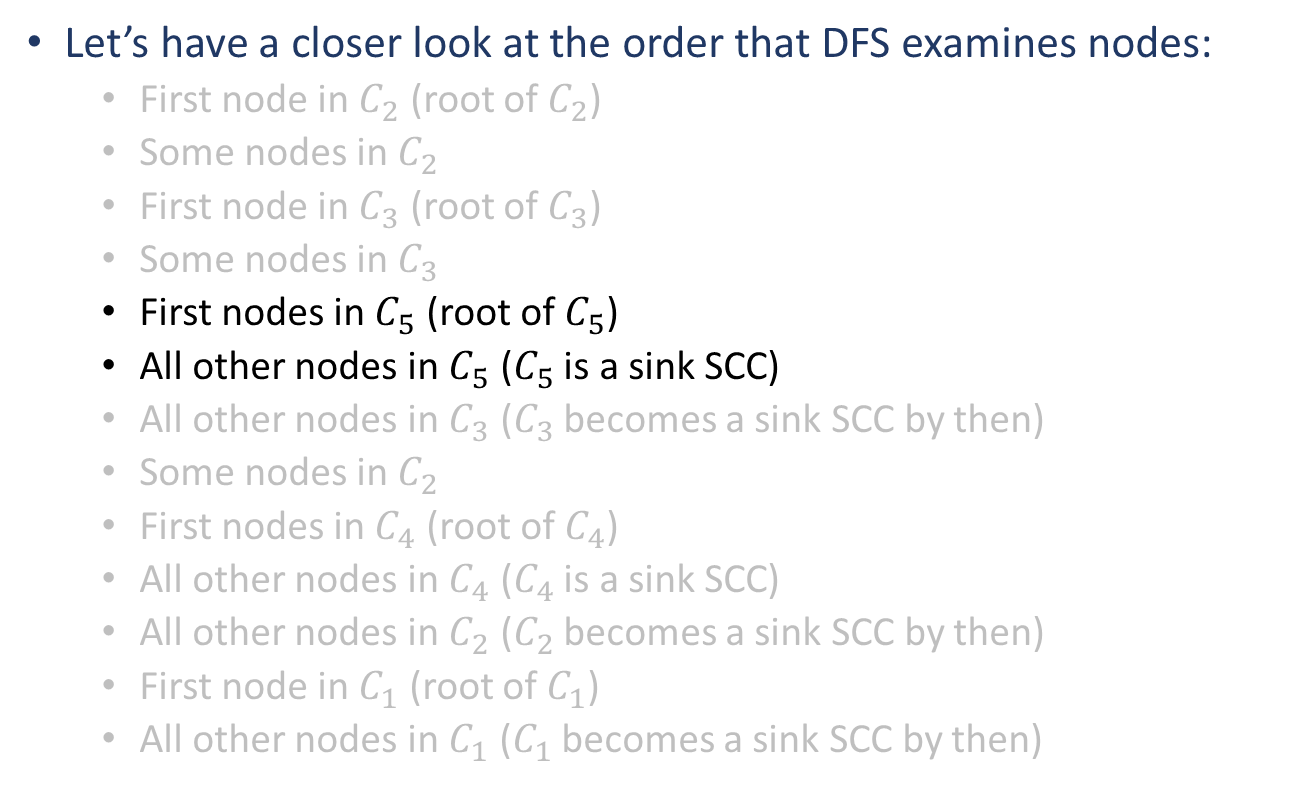 • Let's have a closer look at the order that DFS examines nodes:
• First node in C₂ (root of C₂)
• Some nodes in C₂
• First node in C₃ (root of C₃)
• Some nodes in C₃
• First nodes in C₅ (root of C₅)
• All other nodes in C₅ (C₅ is a sink SCC)
• All other nodes in C₃ (C₃ becomes a sink SCC by then)
• Some nodes in C₂
• First nodes in C₄ (root of C₄)
• All other nodes in C₄ (C₄ is a sink SCC)
• All other nodes in C₂ (C₂ becomes a sink SCC by then)
• First node in C₁ (root of C₁)
• All other nodes in C₁ (C₁ becomes a sink SCC by then)